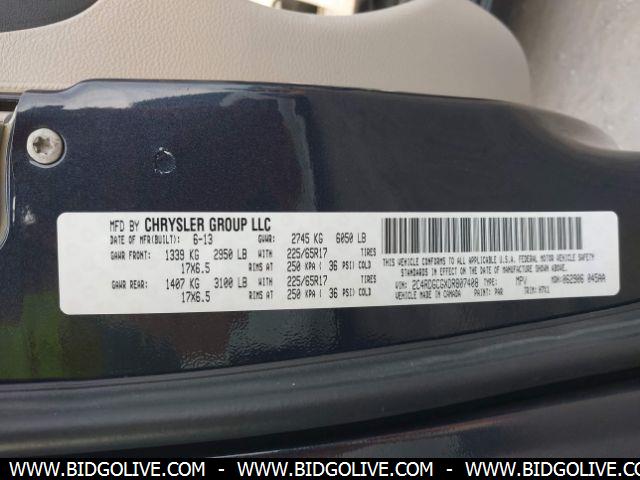 MFD BY CHRYSLER GROUP LLC
DATE OF MFR(BUILT): 6-13 GVWR: 2745 KG 6050 LB
GAWR FRONT: 1339 KG 2950 LB 225/65R17 TIRES
17X6.5 RIMS AT 250 KPA ( 36 PSI) COLD
GAWR REAR: 1407 KG 3100 LB 225/65R17 TIRES
17X6.5 RIMS AT 250 KPA ( 36 PSI) COLD
THIS VEHICLE CONFORMS TO ALL APPLICABLE U.S.A. FEDERAL MOTOR VEHICLE SAFETY
STANDARDS IN EFFECT ON THE DATE OF MANUFACTURE SHOWN ABOVE.
VIN: 2C4RDGCGXDR807408 TYPE: MPV MDH: 062906 045AA
VEHICLE MADE IN CANADA PAINT: PAR TRIM:
WWW.BIDGOLIVE.COM - WWW.BIDGOLIVE.COM - WWW.BIDGOLIVE.COM